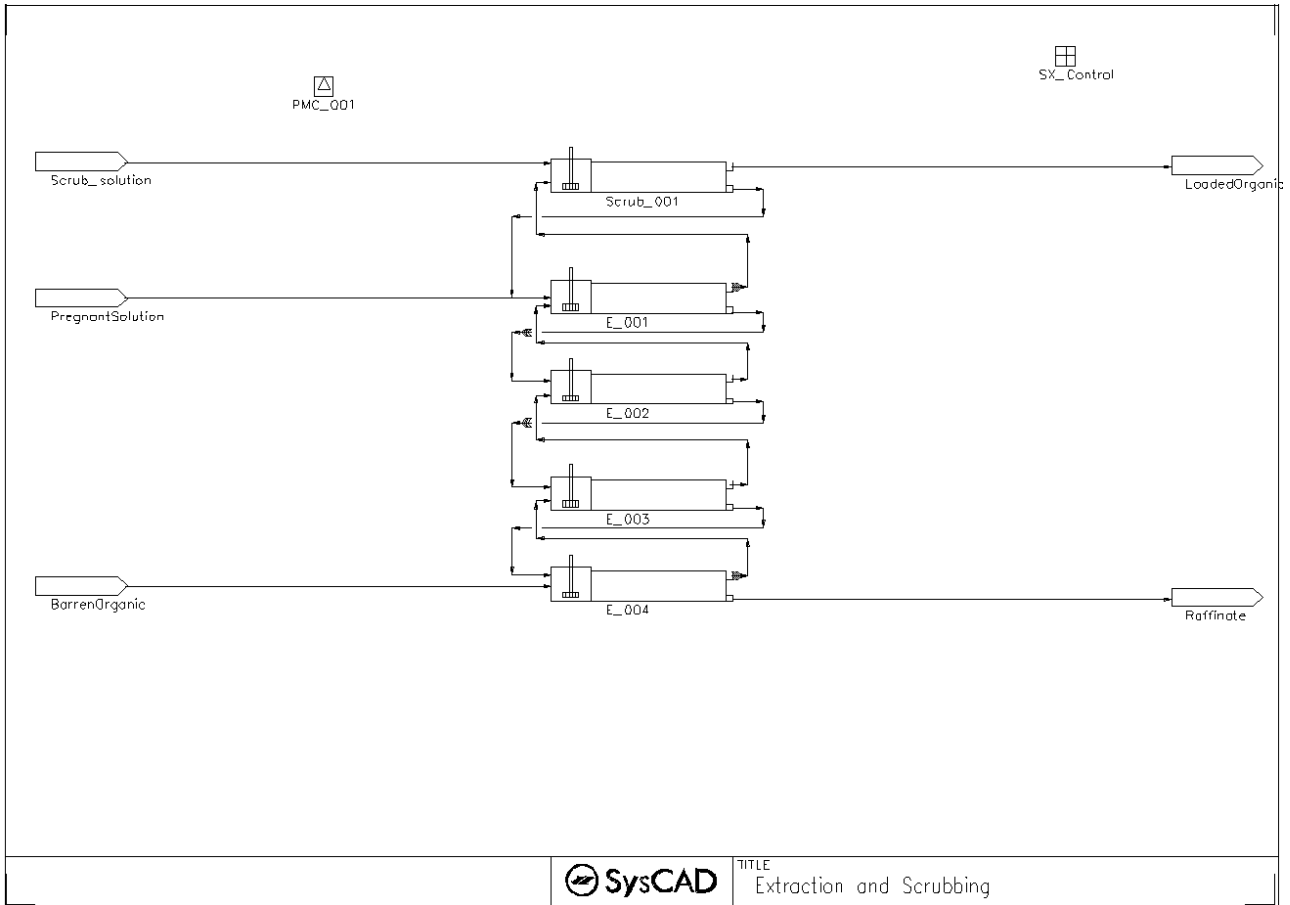 SX_Control
PMC_001
Scrub_solution
LoadedOrganic
Scrub_001
PregnantSolution
E_001
E_002
E_003
BarrenOrganic
E_004
Raffinate
SysCAD
TITLE
Extraction and Scrubbing